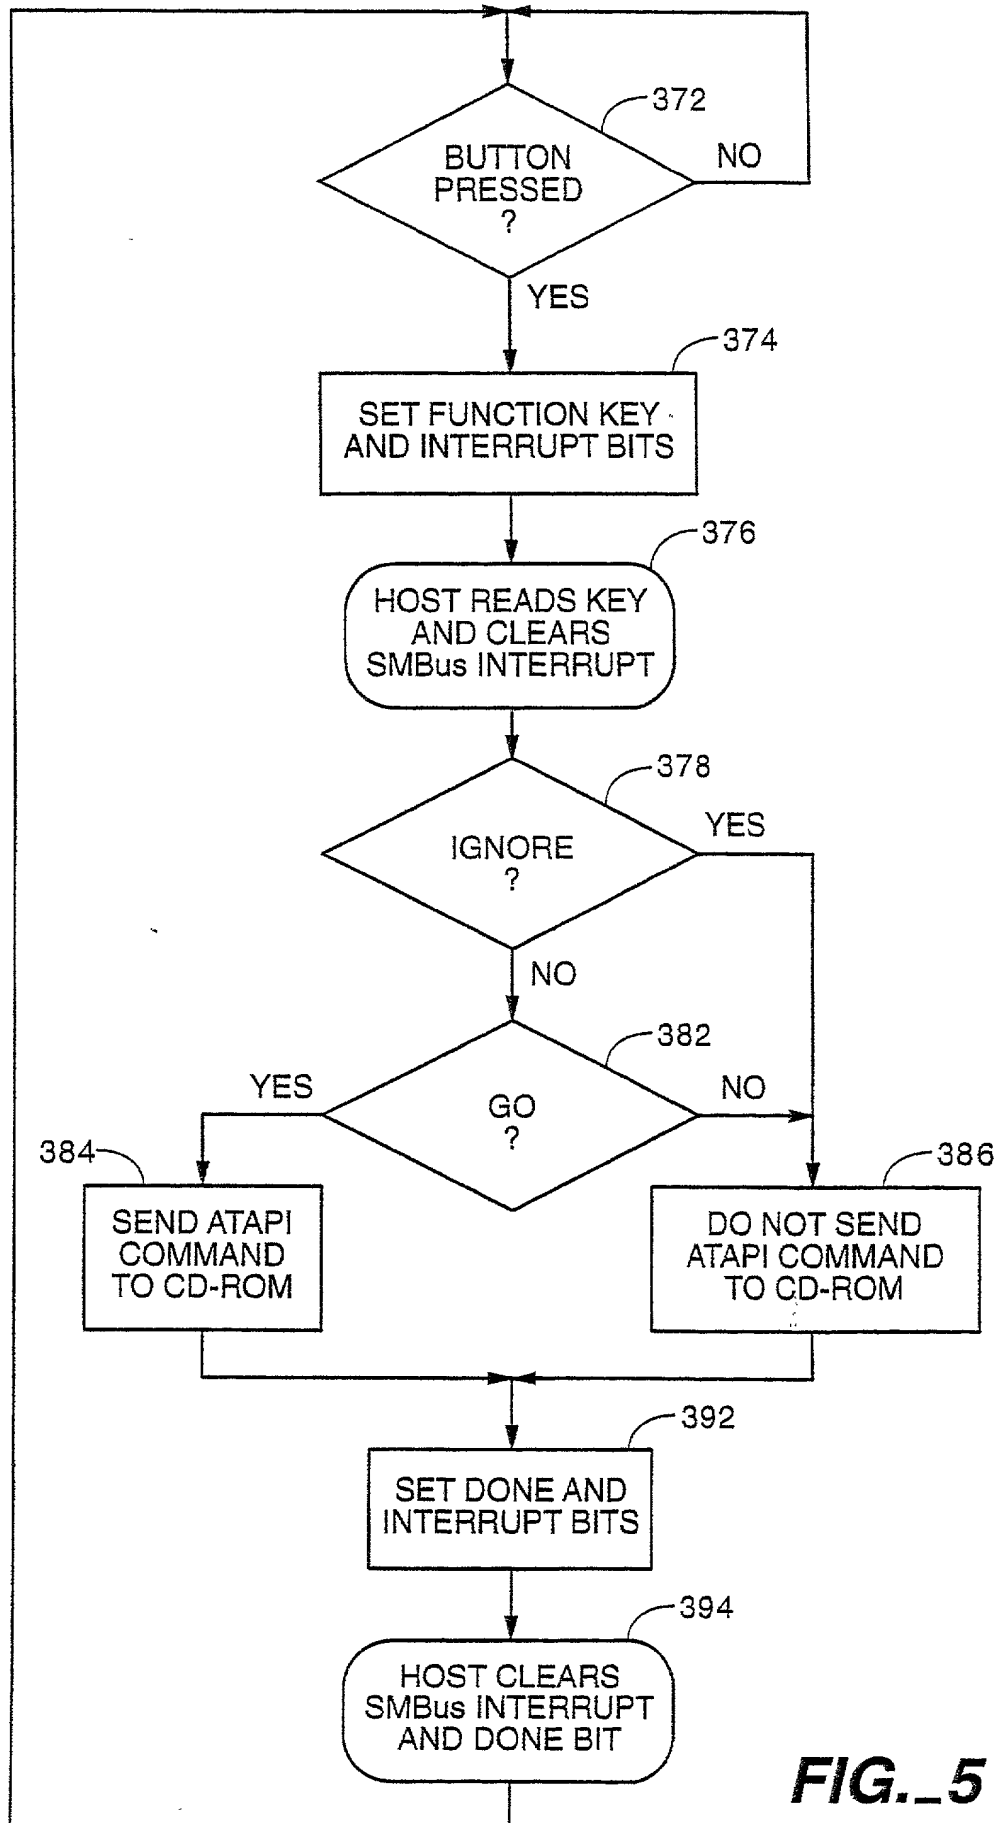 372
BUTTON
PRESSED
?
NO
YES
374
SET FUNCTION KEY
AND INTERRUPT BITS
376
HOST READS KEY
AND CLEARS
SMBus INTERRUPT
378
IGNORE
?
YES
NO
382
GO
?
YES
NO
384
SEND ATAPI
COMMAND
TO CD-ROM
386
DO NOT SEND
ATAPI COMMAND
TO CD-ROM
392
SET DONE AND
INTERRUPT BITS
394
HOST CLEARS
SMBus INTERRUPT
AND DONE BIT
FIG._5